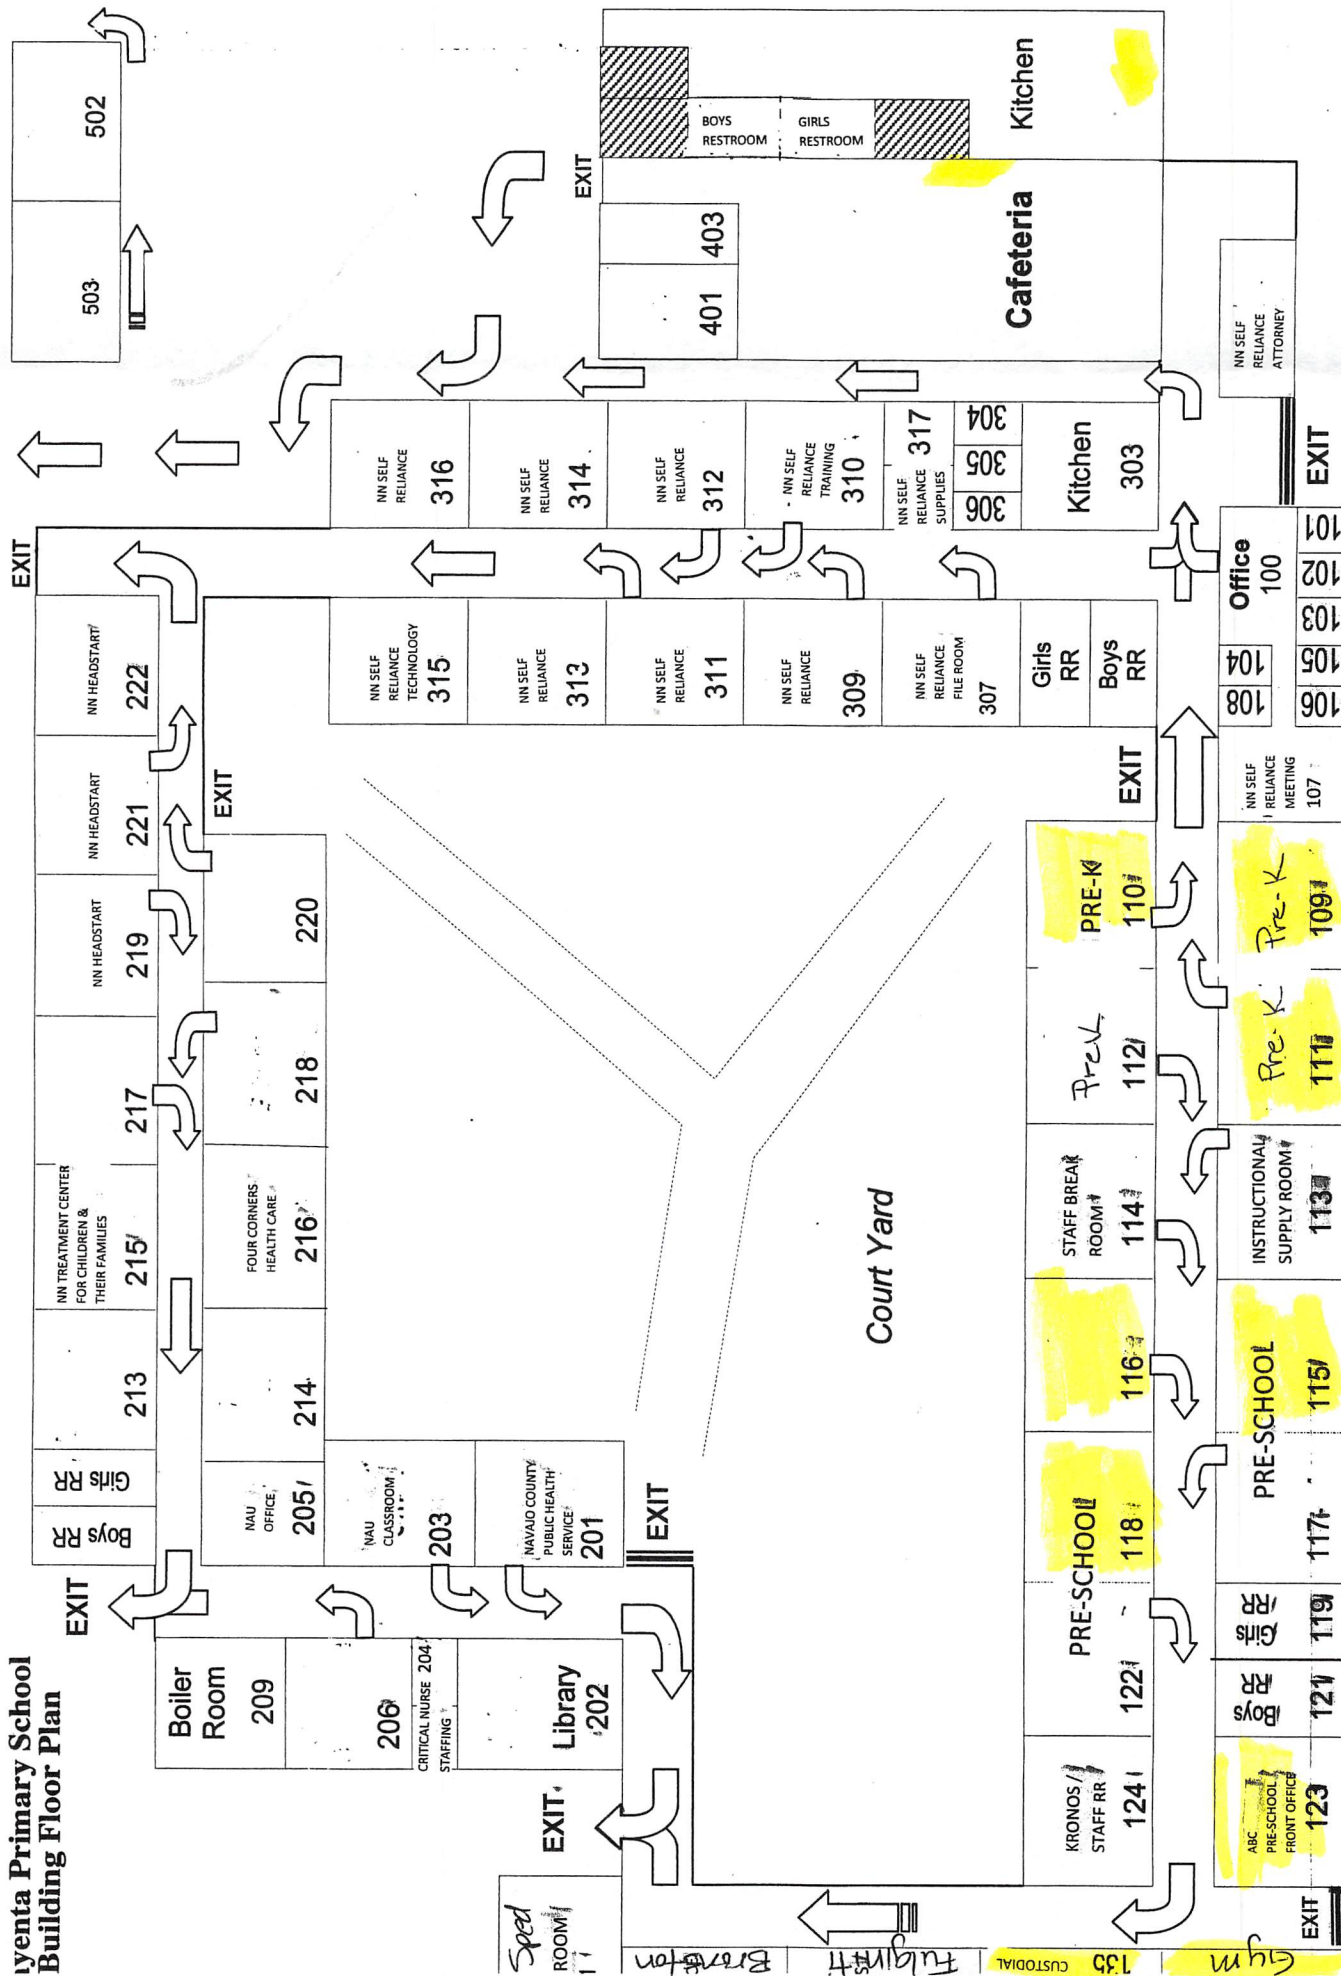 ayenta Primary School
Building Floor Plan
502
503
EXIT
NN HEADSTART
222
NN HEADSTART
221
NN HEADSTART
219
217
NN TREATMENT CENTER
FOR CHILDREN &
THEIR FAMILIES
215
213
Girls RR
Boys RR
EXIT
EXIT
220
218
FOUR CORNERS
HEALTH CARE
216
214
NAU
OFFICE
205
NAU
CLASSROOM
203
NAVAJO COUNTY
PUBLIC HEALTH
SERVICE
201
EXIT
Boiler
Room
209
206
CRITICAL NURSE 204
STAFFING
Library
202
EXIT
Sped
ROOM
NN SELF
RELIANCE
316
NN SELF
RELIANCE
314
NN SELF
RELIANCE
312
NN SELF
RELIANCE
TRAINING
310
NN SELF
RELIANCE
SUPPLIES
317
304
305
306
Kitchen
303
NN SELF
RELIANCE
TECHNOLOGY
315
NN SELF
RELIANCE
313
NN SELF
RELIANCE
311
NN SELF
RELIANCE
309
NN SELF
RELIANCE
FILE ROOM
307
Girls
RR
Boys
RR
EXIT
BOYS
RESTROOM
GIRLS
RESTROOM
Kitchen
EXIT
403
401
Cafeteria
NN SELF
RELIANCE
ATTORNEY
EXIT
Office
100
101
102
103
104
105
108
106
NN SELF
RELIANCE
MEETING
107
Court Yard
PRE-K
110
PreK
112
STAFF BREAK
ROOM
114
116
PRE-SCHOOL
118
122
KRONOS/
STAFF RR
124
Pre-K
109
Pre-K
111
INSTRUCTIONAL
SUPPLY ROOM
113
PRE-SCHOOL
115
117
Girls
RR
119
Boys
RR
121
ABC
PRE-SCHOOL
FRONT OFFICE
123
EXIT
Gym
135
CUSTODIAL